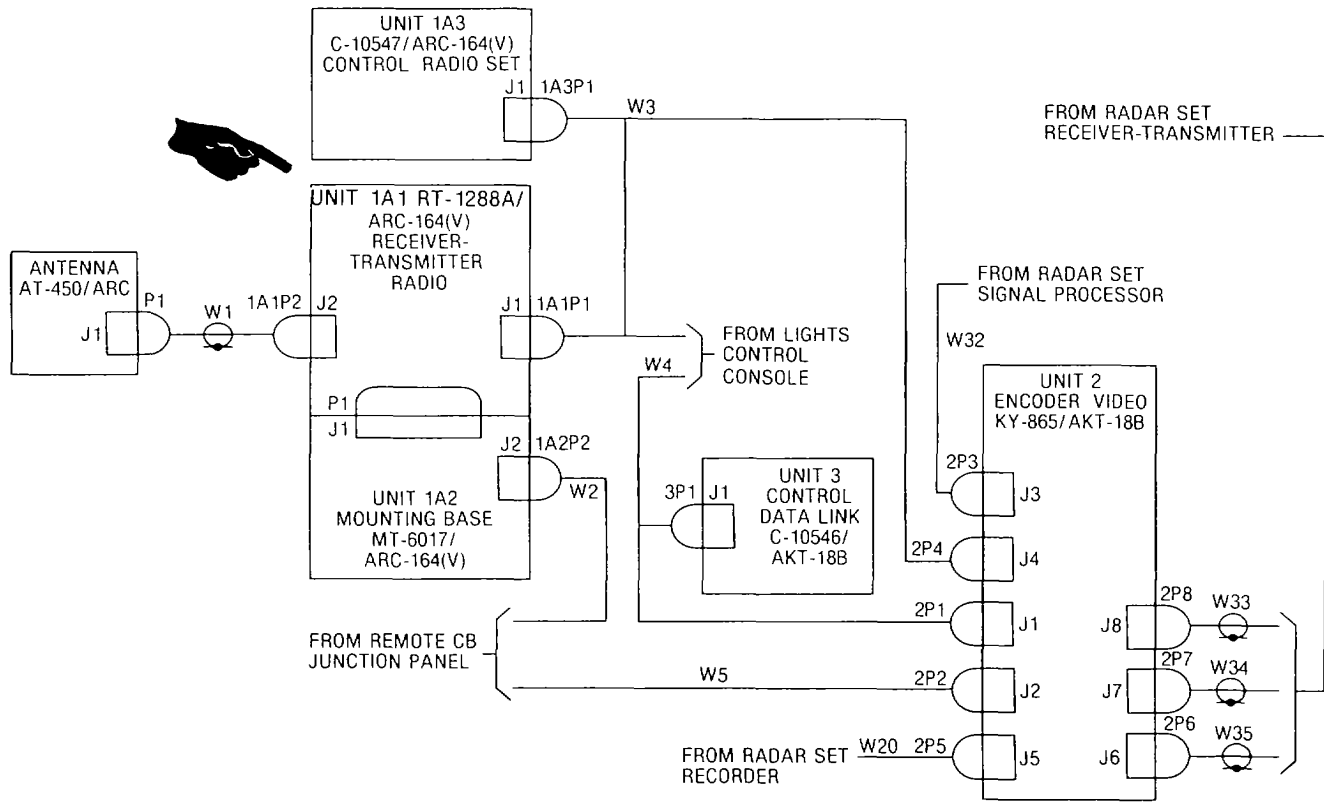 UNIT 1A3
C-10547/ARC-164(V)
CONTROL RADIO SET
J1
1A3P1
W3
FROM RADAR SET
RECEIVER-TRANSMITTER
UNIT 1A1 RT-1288A/
ARC-164(V)
RECEIVER-
TRANSMITTER
RADIO
ANTENNA
AT-450/ARC
P1
J1
W1
1A1P2
J2
J1
1A1P1
FROM LIGHTS
CONTROL
CONSOLE
W4
FROM RADAR SET
SIGNAL PROCESSOR
W32
P1
J1
J2
1A2P2
W2
UNIT 1A2
MOUNTING BASE
MT-6017/
ARC-164(V)
UNIT 3
CONTROL
DATA LINK
C-10546/
AKT-18B
3P1
J1
UNIT 2
ENCODER VIDEO
KY-865/AKT-18B
2P3
J3
2P4
J4
2P1
J1
2P2
J2
W5
FROM REMOTE CB
JUNCTION PANEL
FROM RADAR SET
RECORDER
W20
2P5
J5
2P8
J8
W33
2P7
J7
W34
2P6
J6
W35